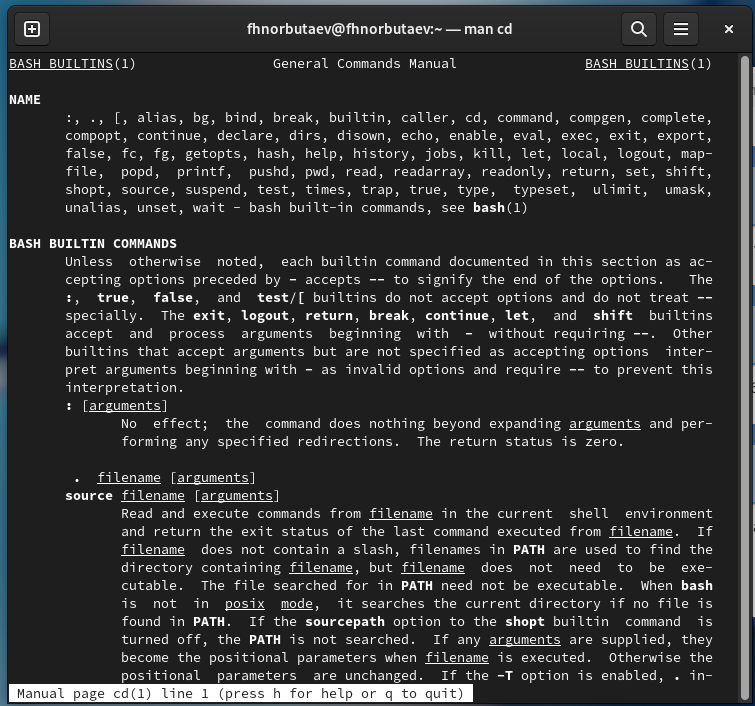 fhnorbutaev@fhnorbutaev:~ — man cd
BASH BUILTINS(1) General Commands Manual BASH BUILTINS(1)
NAME
:, ., [, alias, bg, bind, break, builtin, caller, cd, command, compgen, complete,
compopt, continue, declare, dirs, disown, echo, enable, eval, exec, exit, export,
false, fc, fg, getopts, hash, help, history, jobs, kill, let, local, logout, map-
file, popd, printf, pushd, pwd, read, readarray, readonly, return, set, shift,
shopt, source, suspend, test, times, trap, true, type, typeset, ulimit, umask,
unalias, unset, wait - bash built-in commands, see bash(1)
BASH BUILTIN COMMANDS
Unless otherwise noted, each builtin command documented in this section as ac-
cepting options preceded by - accepts -- to signify the end of the options. The
:, true, false, and test/[ builtins do not accept options and do not treat --
specially. The exit, logout, return, break, continue, let, and shift builtins
accept and process arguments beginning with - without requiring --. Other
builtins that accept arguments but are not specified as accepting options inter-
pret arguments beginning with - as invalid options and require -- to prevent this
interpretation.
: [arguments]
No effect; the command does nothing beyond expanding arguments and per-
forming any specified redirections. The return status is zero.
. filename [arguments]
source filename [arguments]
Read and execute commands from filename in the current shell environment
and return the exit status of the last command executed from filename. If
filename does not contain a slash, filenames in PATH are used to find the
directory containing filename, but filename does not need to be exe-
cutable. The file searched for in PATH need not be executable. When bash
is not in posix mode, it searches the current directory if no file is
found in PATH. If the sourcepath option to the shopt builtin command is
turned off, the PATH is not searched. If any arguments are supplied, they
become the positional parameters when filename is executed. Otherwise the
positional parameters are unchanged. If the -T option is enabled, . in-
Manual page cd(1) line 1 (press h for help or q to quit)